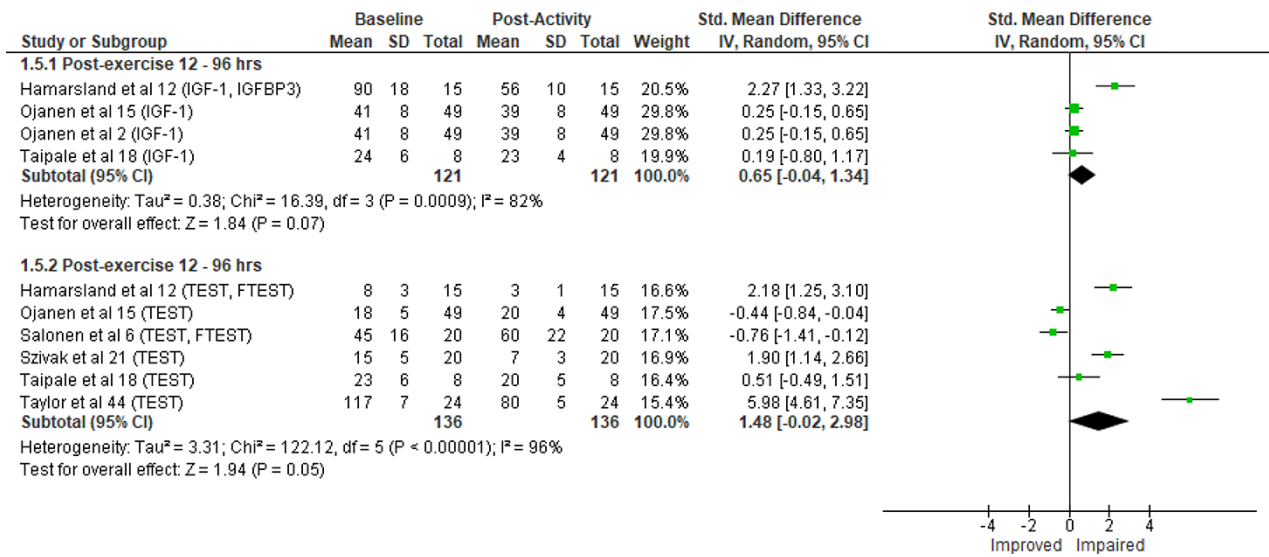 Baseline Post-Activity Std. Mean Difference Std. Mean Difference
Study or Subgroup Mean SD Total Mean SD Total Weight IV, Random, 95% CI IV, Random, 95% CI
1.5.1 Post-exercise 12 - 96 hrs
Hamarsland et al 12 (IGF-1, IGFBP3) 90 18 15 56 10 15 20.5% 2.27 [1.33, 3.22]
Ojanen et al 15 (IGF-1) 41 8 49 39 8 49 29.8% 0.25 [-0.15, 0.65]
Ojanen et al 2 (IGF-1) 41 8 49 39 8 49 29.8% 0.25 [-0.15, 0.65]
Taipale et al 18 (IGF-1) 24 6 8 23 4 8 19.9% 0.19 [-0.80, 1.17]
Subtotal (95% CI) 121 121 100.0% 0.65 [-0.04, 1.34]
Heterogeneity: Tau² = 0.38; Chi² = 16.39, df = 3 (P = 0.0009); I² = 82%
Test for overall effect: Z = 1.84 (P = 0.07)
1.5.2 Post-exercise 12 - 96 hrs
Hamarsland et al 12 (TEST, FTEST) 8 3 15 3 1 15 16.6% 2.18 [1.25, 3.10]
Ojanen et al 15 (TEST) 18 5 49 20 4 49 17.5% -0.44 [-0.84, -0.04]
Salonen et al 6 (TEST, FTEST) 45 16 20 60 22 20 17.1% -0.76 [-1.41, -0.12]
Szivak et al 21 (TEST) 15 5 20 7 3 20 16.9% 1.90 [1.14, 2.66]
Taipale et al 18 (TEST) 23 6 8 20 5 8 16.4% 0.51 [-0.49, 1.51]
Taylor et al 44 (TEST) 117 7 24 80 5 24 15.4% 5.98 [4.61, 7.35]
Subtotal (95% CI) 136 136 100.0% 1.48 [-0.02, 2.98]
Heterogeneity: Tau² = 3.31; Chi² = 122.12, df = 5 (P < 0.00001); I² = 96%
Test for overall effect: Z = 1.94 (P = 0.05)
-4 -2 0 2 4
Improved Impaired